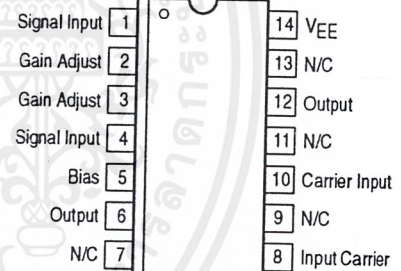 Signal Input 1
14 VEE
Gain Adjust 2
13 N/C
Gain Adjust 3
12 Output
Signal Input 4
11 N/C
Bias 5
10 Carrier Input
Output 6
9 N/C
N/C 7
8 Input Carrier